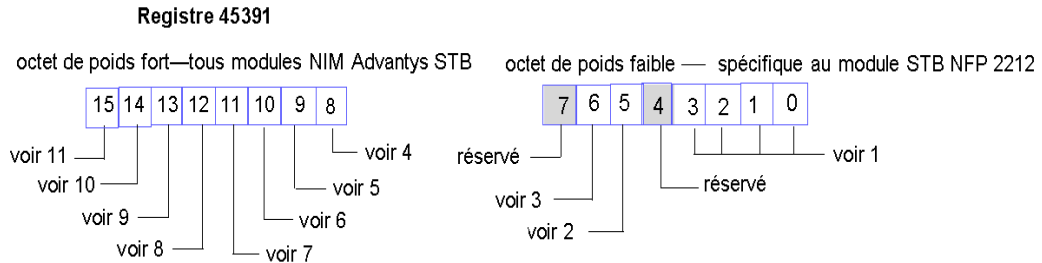 Registre 45391
octet de poids fort—tous modules NIM Advantys STB
octet de poids faible — spécifique au module STB NFP 2212
15 14 13 12 11 10 9 8
7 6 5 4 3 2 1 0
voir 11
voir 10
voir 9
voir 8
voir 7
voir 6
voir 5
voir 4
réservé
voir 3
voir 2
réservé
voir 1